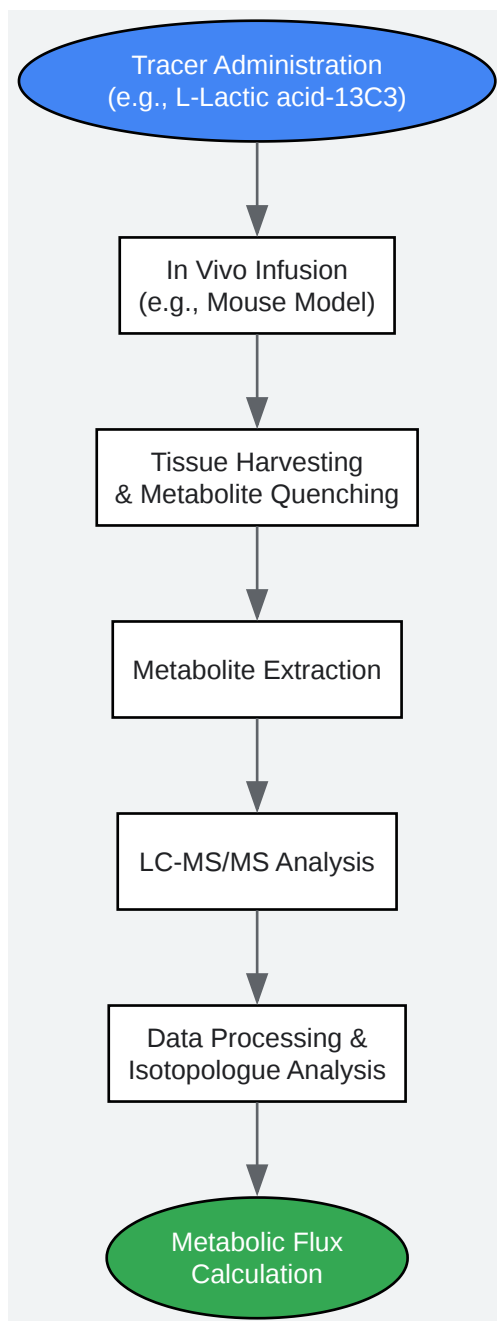 Tracer Administration
(e.g., L-Lactic acid-13C3)
In Vivo Infusion
(e.g., Mouse Model)
Tissue Harvesting
& Metabolite Quenching
Metabolite Extraction
LC-MS/MS Analysis
Data Processing &
Isotopologue Analysis
Metabolic Flux
Calculation